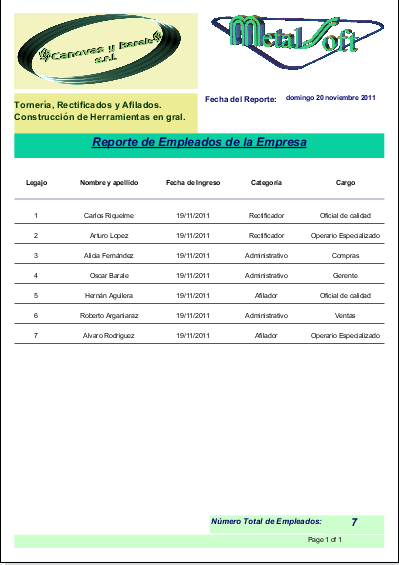 Canovas y Barale
s.r.l.
Metal Soft
Tornería, Rectificados y Afilados.
Construcción de Herramientas en gral.
Fecha del Reporte: domingo 20 noviembre 2011
Reporte de Empleados de la Empresa
Legajo Nombre y apellido Fecha de Ingreso Categoría Cargo
1 Carlos Riquelme 19/11/2011 Rectificador Oficial de calidad
2 Arturo Lopez 19/11/2011 Rectificador Operario Especializado
3 Alicia Fernández 19/11/2011 Administrativo Compras
4 Oscar Barale 19/11/2011 Administrativo Gerente
5 Hernán Aguilera 19/11/2011 Afilador Oficial de calidad
6 Roberto Arganiaraz 19/11/2011 Administrativo Ventas
7 Alvaro Rodriguez 19/11/2011 Afilador Operario Especializado
Número Total de Empleados: 7
Page 1 of 1